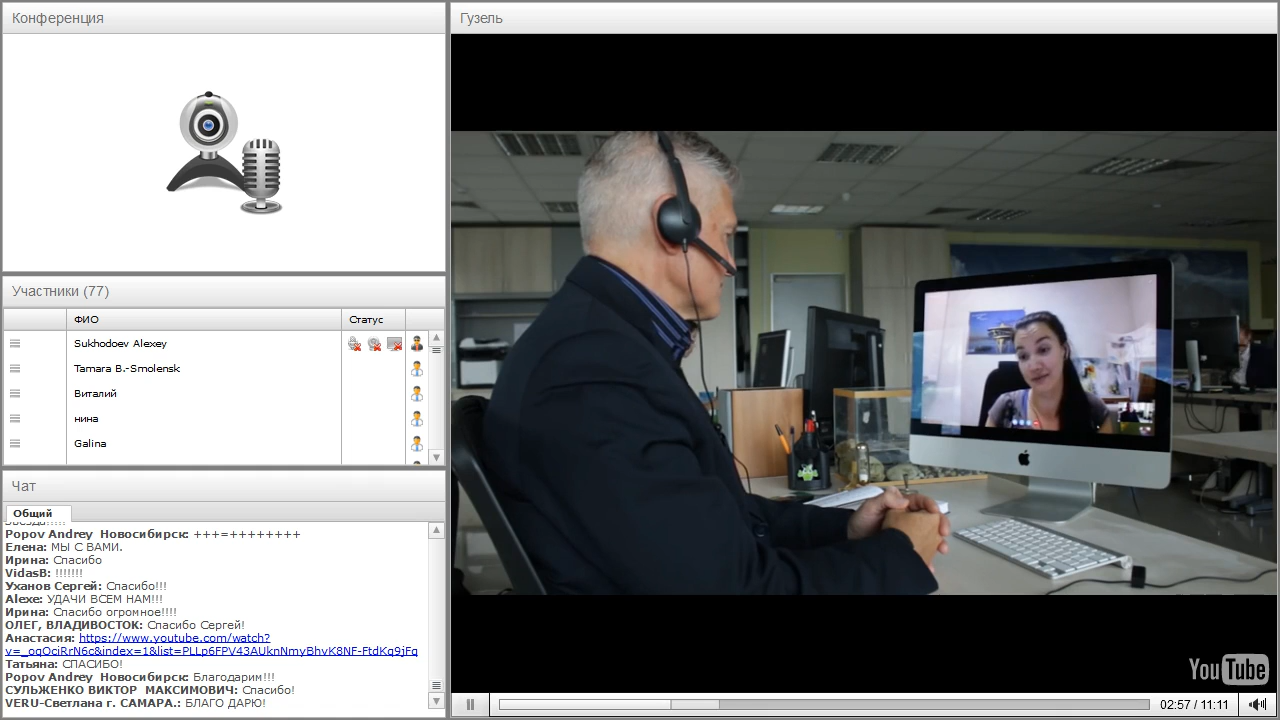 Конференция
Гузель
Участники (77)
ФИО
Статус
Sukhodoev Alexey
Tamara B.-Smolensk
Виталий
нина
Galina
Чат
Общий
Popov Andrey Новосибирск: +++=++++++++
Елена: МЫ С ВАМИ.
Ирина: Спасибо
VidasB: !!!!!!!
Уханов Сергей: Спасибо!!!
Alexe: УДАЧИ ВСЕМ НАМ!!!
Ирина: Спасибо огромное!!!!
ОЛЕГ, ВЛАДИВОСТОК: Спасибо Сергей!
Анастасия: https://www.youtube.com/watch?
v=_oqOciRrN6c&index=1&list=PLLp6FPV43AUknNmyBhvK8NF-FtdKq9jFq
Татьяна: СПАСИБО!
Popov Andrey Новосибирск: Благодарим!!!
СУЛЬЖЕНКО ВИКТОР МАКСИМОВИЧ: Спасибо!
VERU-Светлана г. САМАРА.: БЛАГО ДАРЮ!
YouTube
02:57 / 11:11